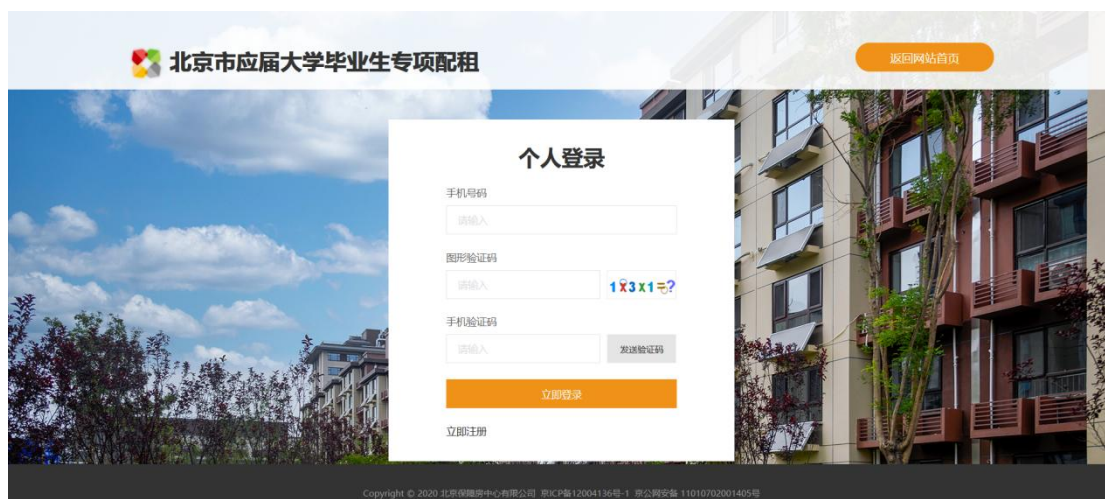 北京市应届大学毕业生专项配租
返回网站首页
个人登录
手机号码
请输入
图形验证码
请输入
1x3x1=?
手机验证码
请输入
发送验证码
立即登录
立即注册
Copyright © 2020 北京保障房中心有限公司 京ICP备12004136号-1 京公网安备 11010702001405号